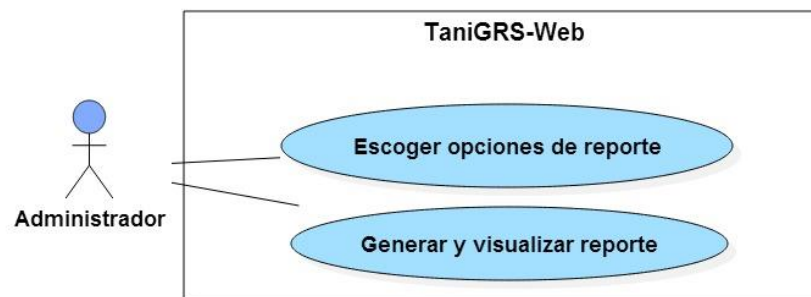 TaniGRS-Web
Escoger opciones de reporte
Administrador
Generar y visualizar reporte